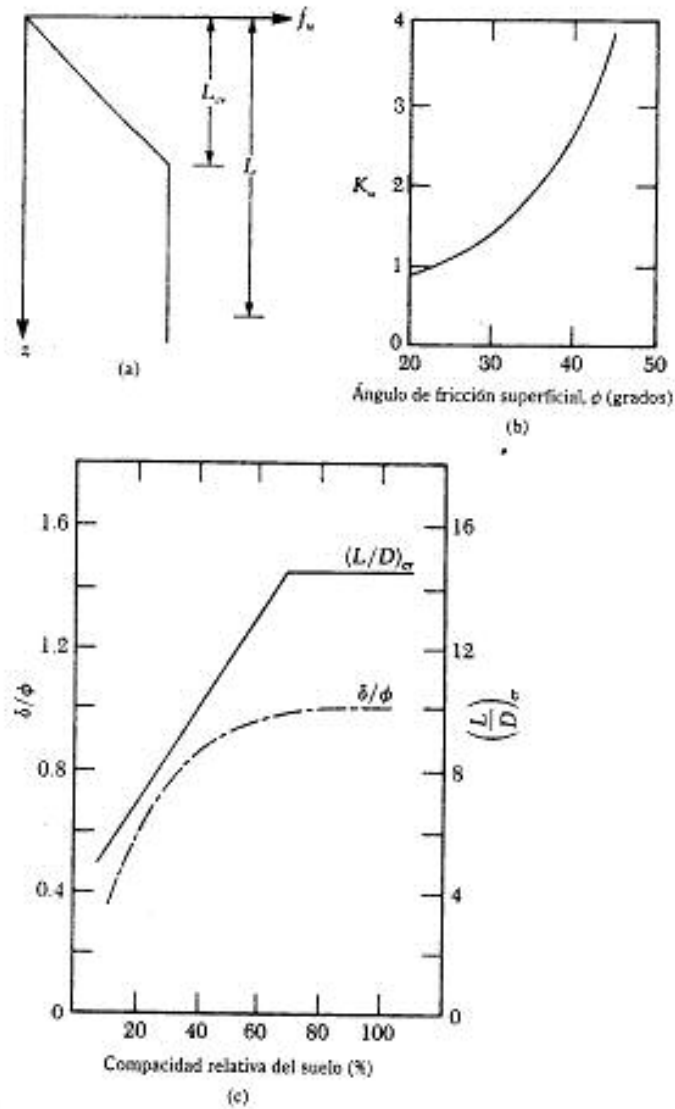 f_u
L_cr
L
z
(a)
4
3
K_u
2
1
0
20
30
40
50
Ángulo de fricción superficial, φ (grados)
(b)
1.6
16
(L/D)_cr
δ/φ
1.2
12
δ/φ
(L/D)_cr
0.8
8
0.4
4
0
0
20
40
60
80
100
Compacidad relativa del suelo (%)
(c)